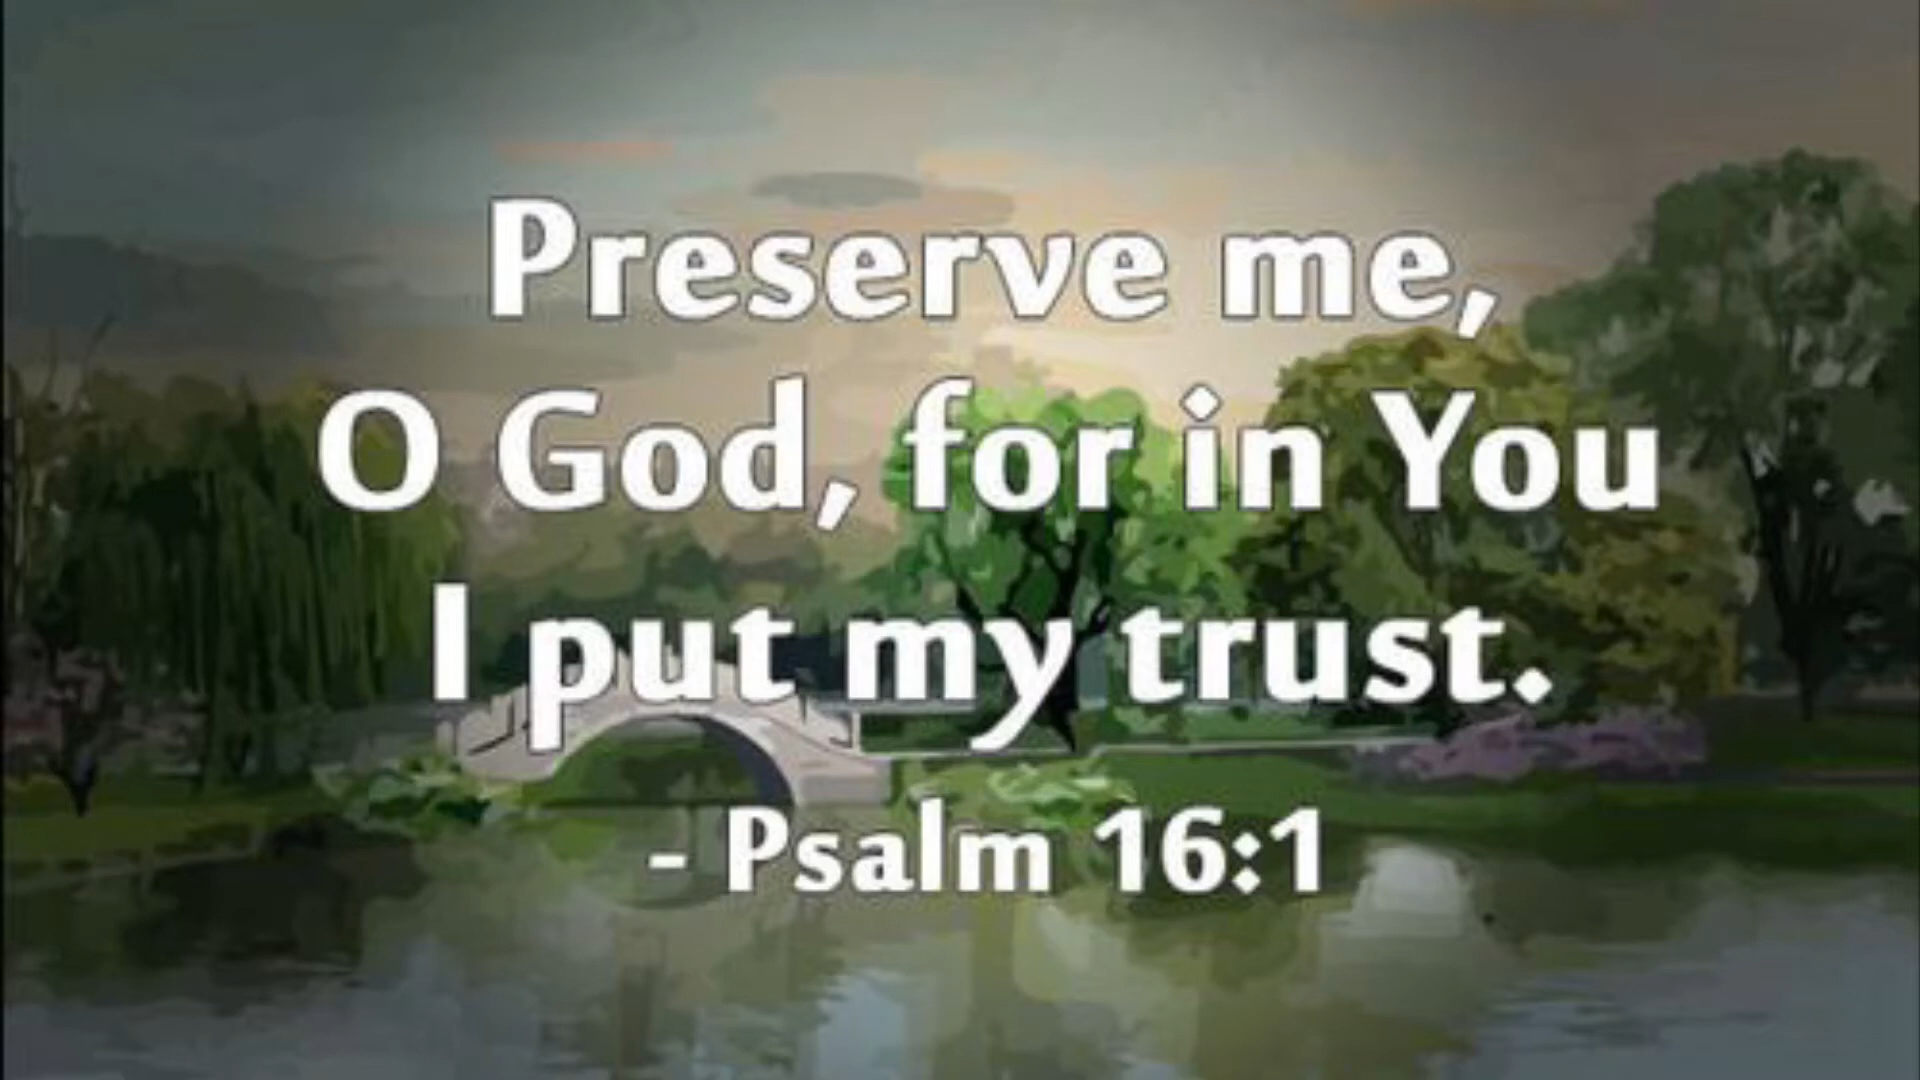 Preserve me,
O God, for in You
I put my trust.
- Psalm 16:1